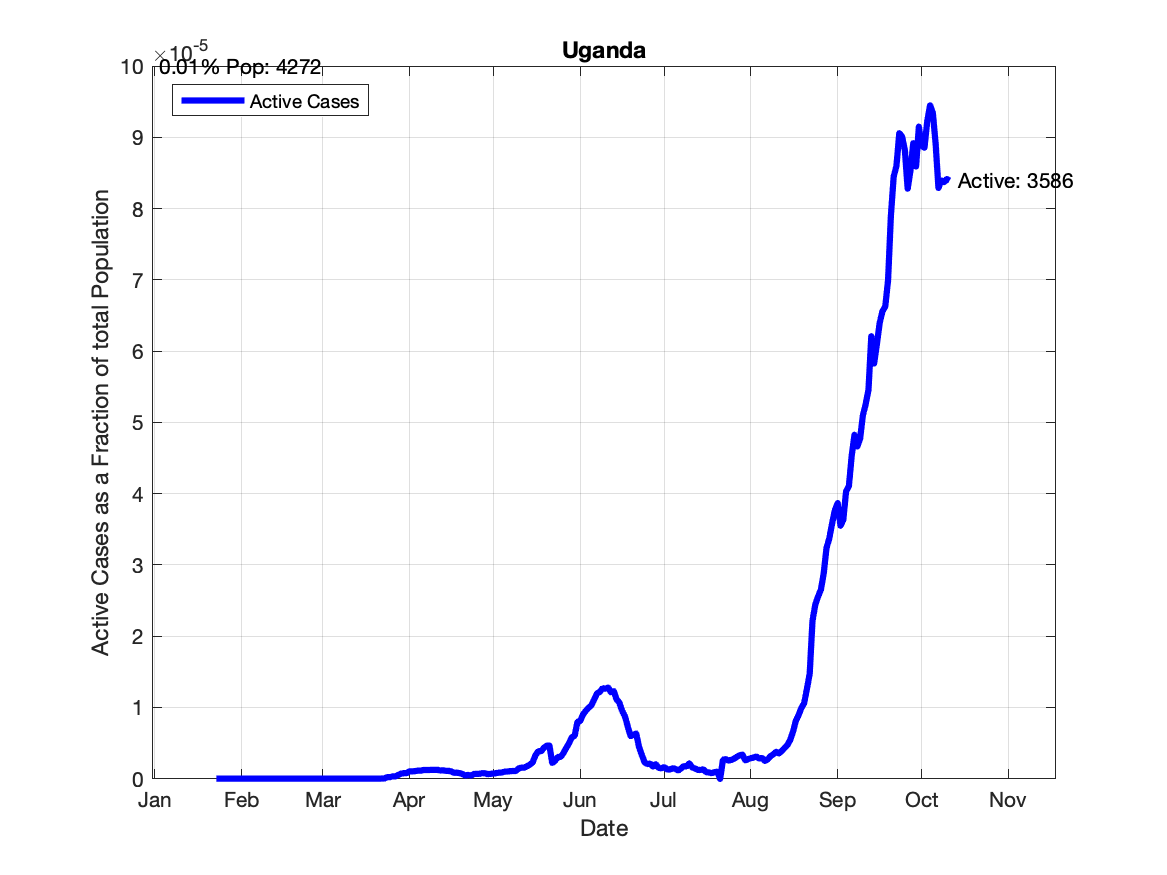 Uganda
×10-5
0.01% Pop: 4272
Active Cases
10
9
8
7
6
5
4
3
2
1
0
Active: 3586
Active Cases as a Fraction of total Population
Jan Feb Mar Apr May Jun Jul Aug Sep Oct Nov
Date